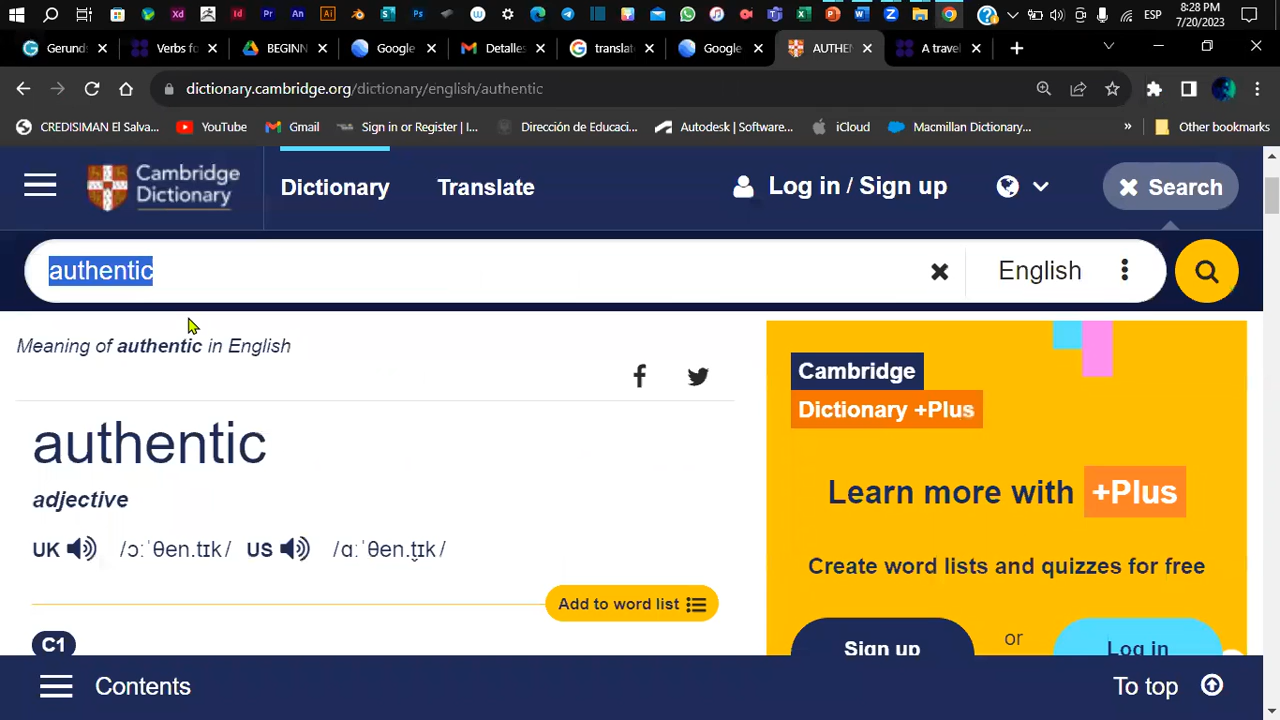 8:28 PM
ESP
7/20/2023
Gerund
Verbs fo
BEGINN
Google
Detalles
translat
Google
AUTHEN
A travel
dictionary.cambridge.org/dictionary/english/authentic
CREDISIMAN El Salva...
YouTube
Gmail
Sign in or Register | I...
Dirección de Educaci...
Autodesk | Software...
iCloud
Macmillan Dictionary...
»
Other bookmarks
Cambridge
Dictionary
Dictionary
Translate
Log in / Sign up
Search
authentic
English
Meaning of authentic in English
authentic
adjective
UK /ɔːˈθen.tɪk/ US /ɑːˈθen.t̬ɪk/
Add to word list
C1
Cambridge
Dictionary +Plus
Learn more with +Plus
Create word lists and quizzes for free
Sign up
or
Log in
Contents
To top